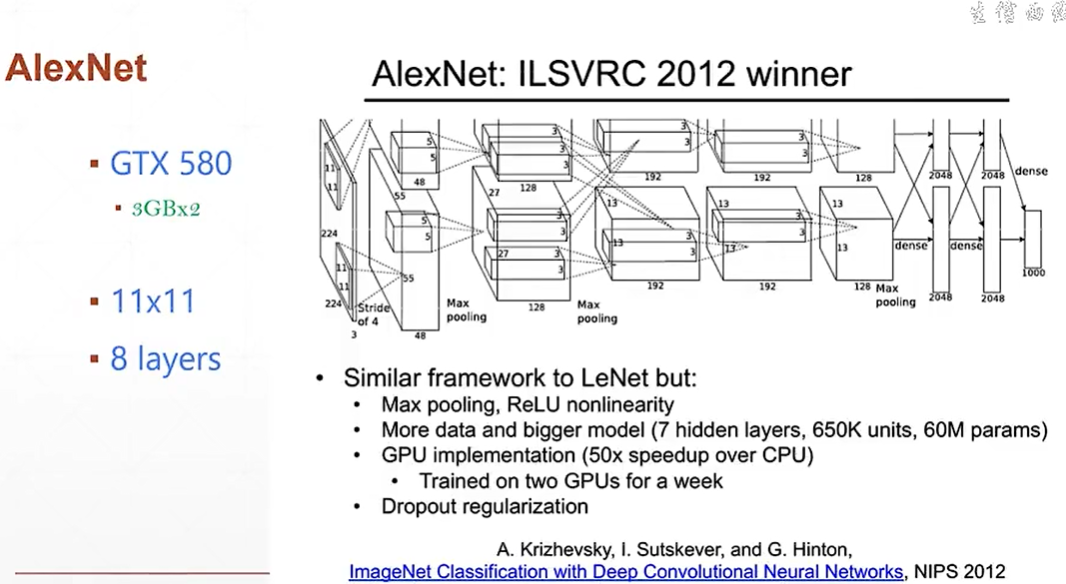 AlexNet
GTX 580
3GBx2
11x11
8 layers
AlexNet: ILSVRC 2012 winner
11
11
224
5
5
48
55
3
3
3
27
128
3
3
192
13
3
3
192
13
128
2048
2048
dense
11
11
224
3
Stride
of 4
5
5
55
48
Max
pooling
27
3
3
3
3
128
Max
pooling
13
3
3
192
13
3
3
192
13
13
128
Max
pooling
dense
dense
2048
2048
1000
Similar framework to LeNet but:
Max pooling, ReLU nonlinearity
More data and bigger model (7 hidden layers, 650K units, 60M params)
GPU implementation (50x speedup over CPU)
Trained on two GPUs for a week
Dropout regularization
A. Krizhevsky, I. Sutskever, and G. Hinton,
ImageNet Classification with Deep Convolutional Neural Networks, NIPS 2012